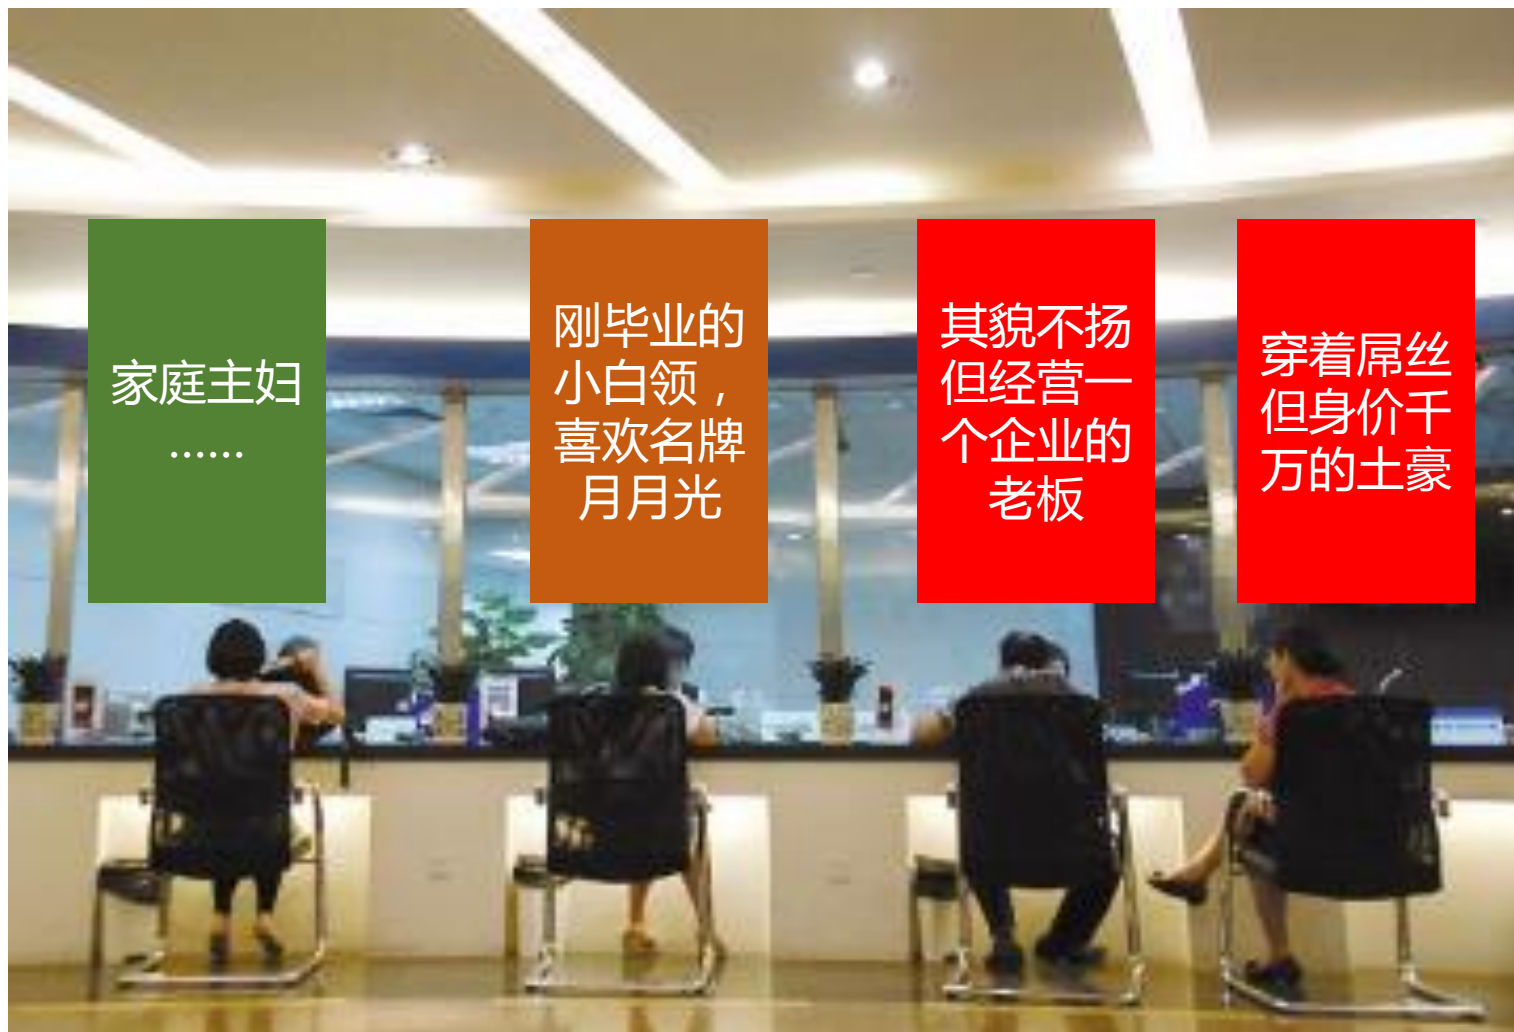 家庭主妇
......
刚毕业的
小白领，
喜欢名牌
月月光
其貌不扬
但经营一
个企业的
老板
穿着屌丝
但身价千
万的土豪